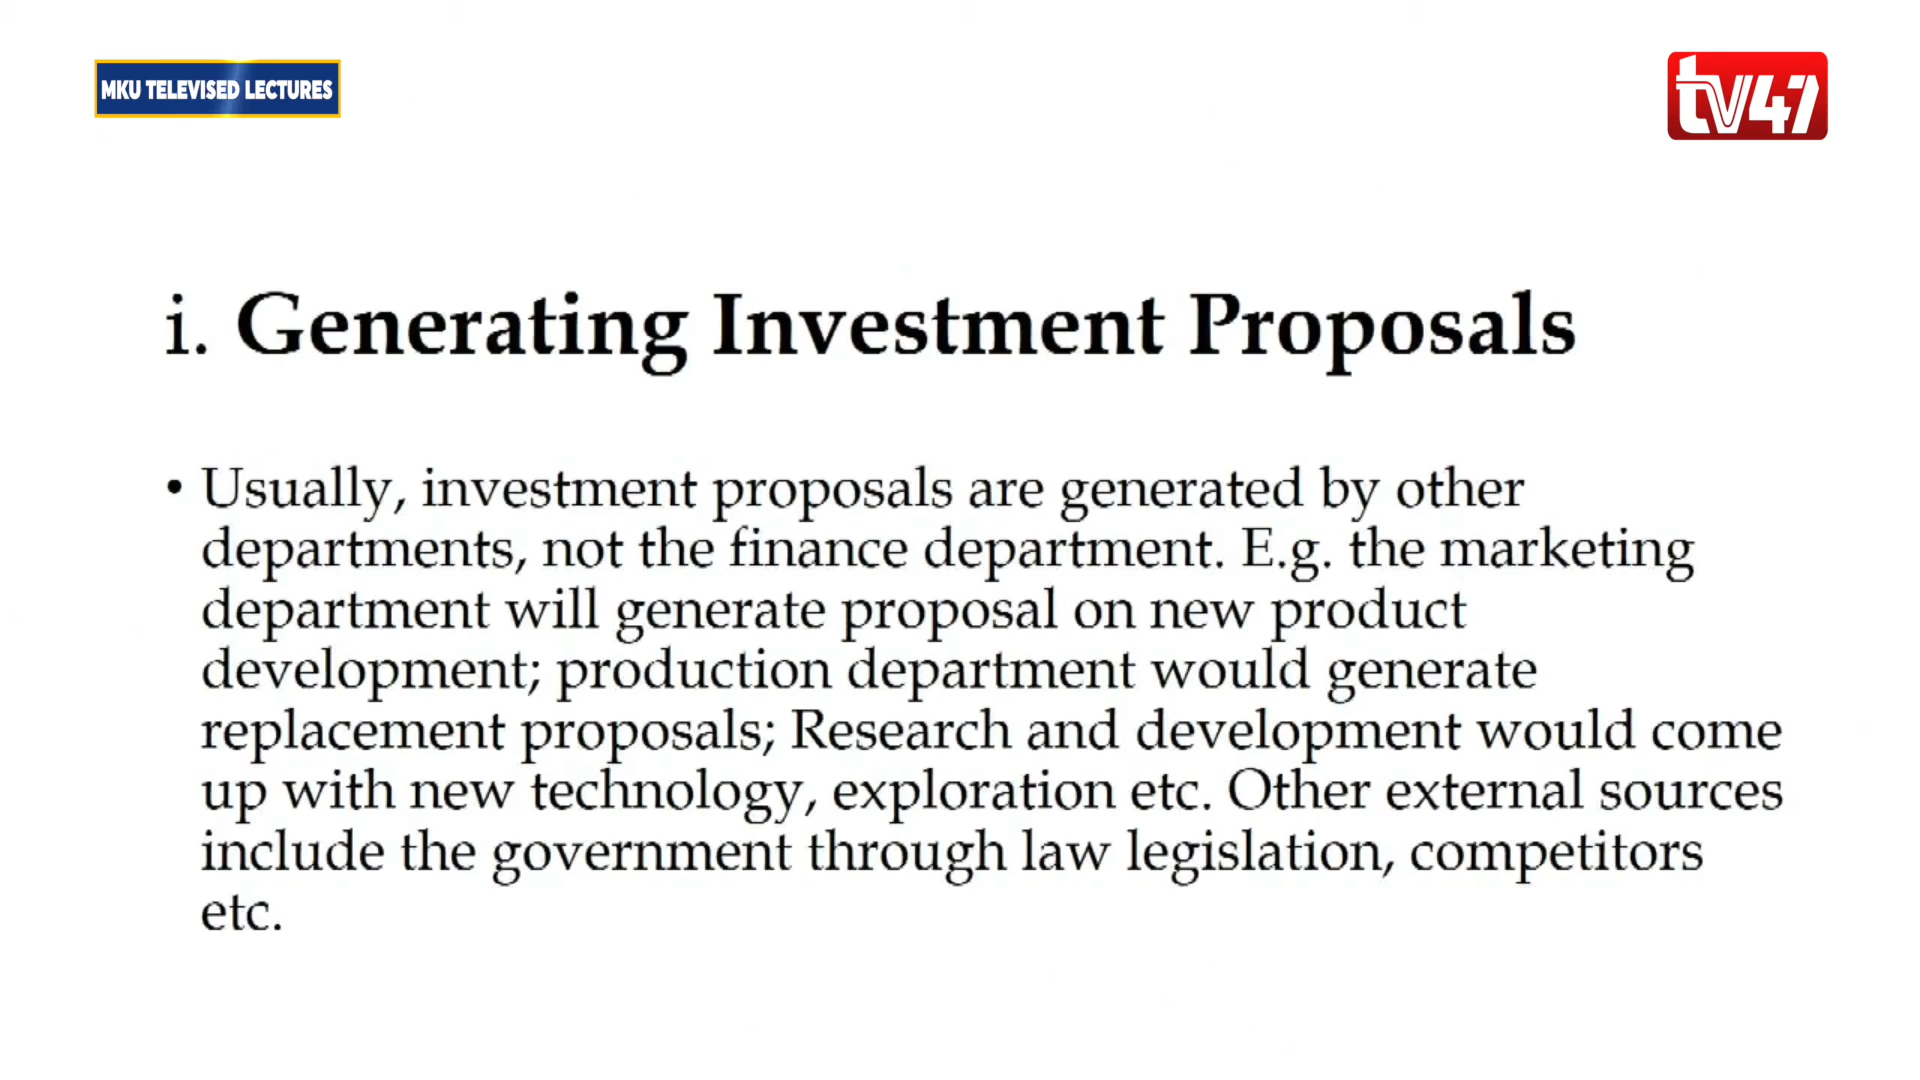 MKU TELEVISED LECTURES
tv47
i. Generating Investment Proposals
• Usually, investment proposals are generated by other
departments, not the finance department. E.g. the marketing
department will generate proposal on new product
development; production department would generate
replacement proposals; Research and development would come
up with new technology, exploration etc. Other external sources
include the government through law legislation, competitors
etc.